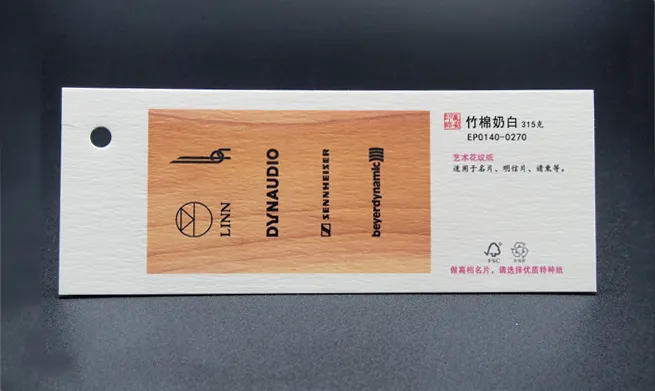 LINN
DYNAUDIO
SENNHEISER
beyerdynamic
竹棉奶白 315克
EP0140-0270
艺术花纹纸
适用于名片、明信片、请柬等。
FSC
做高档名片，请选择优质特种纸